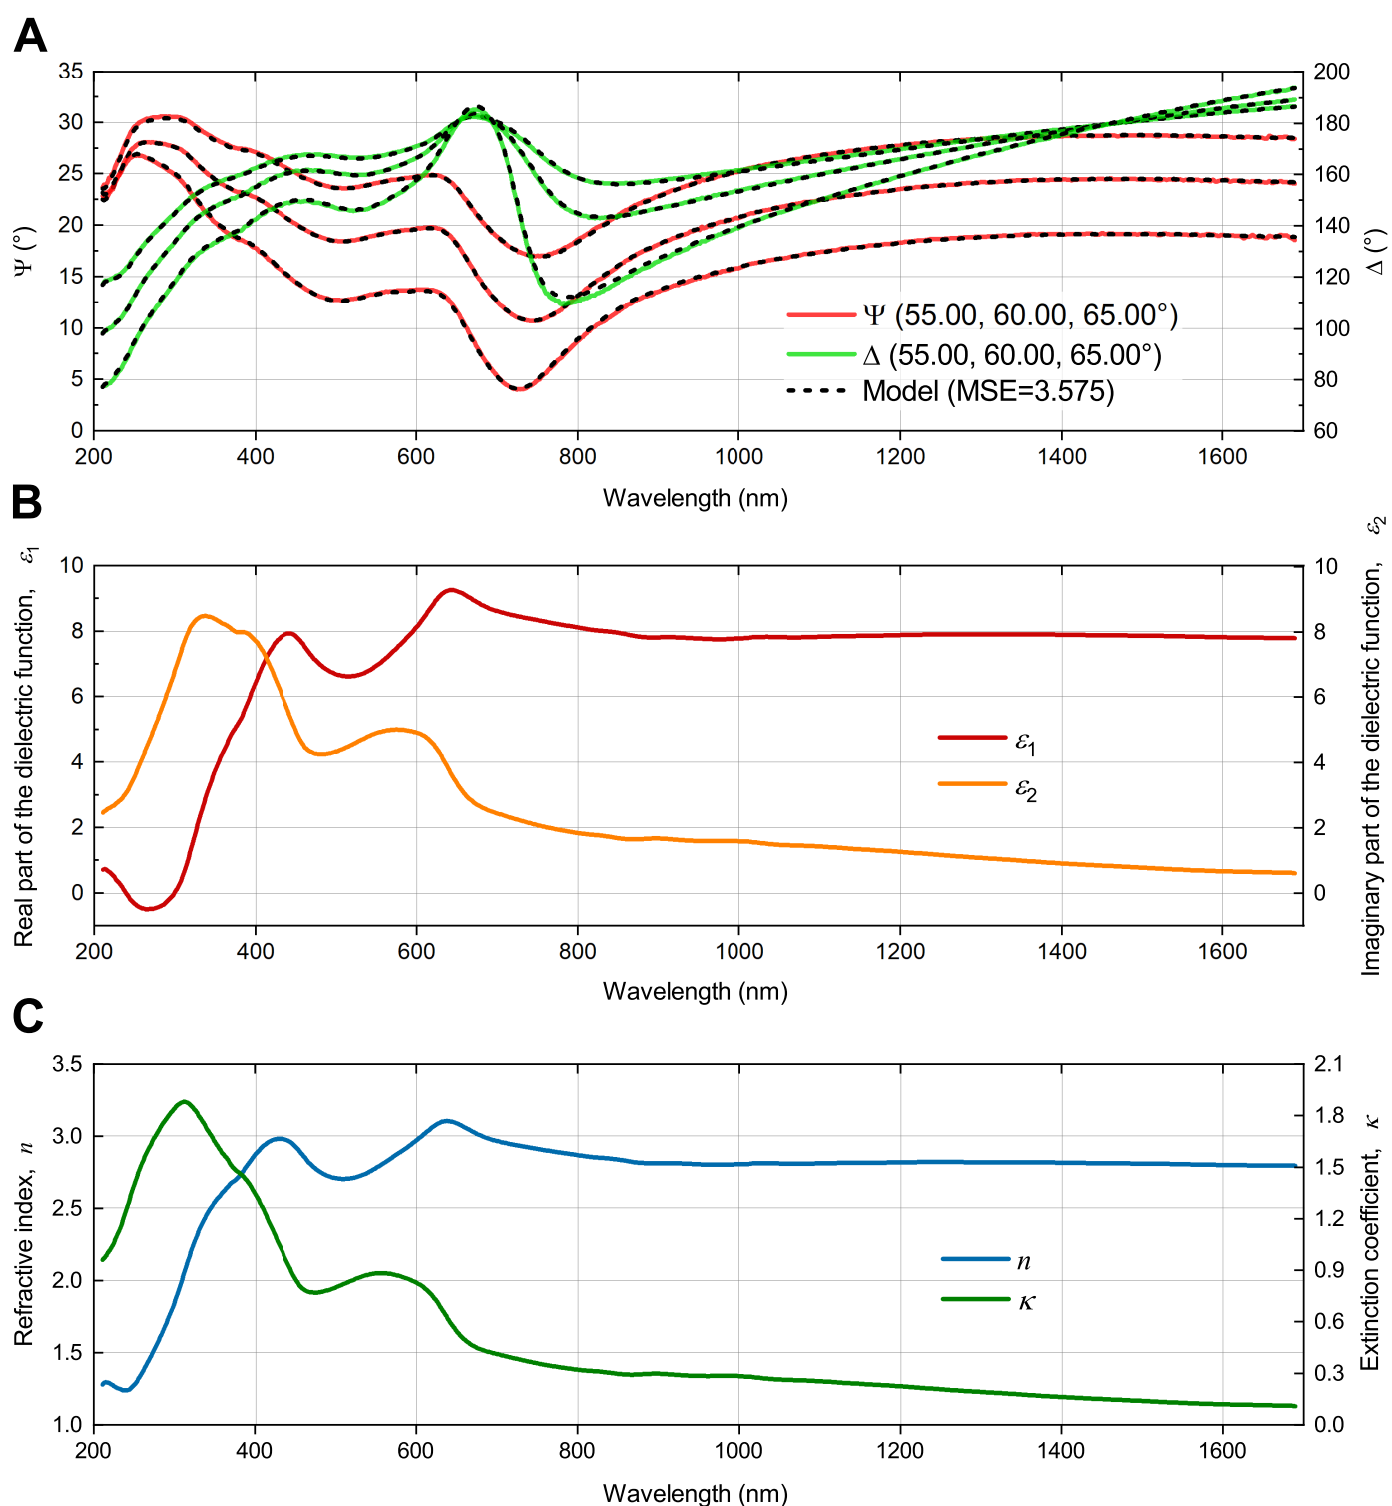 A
35
30
25
20
15
10
5
0
Ψ (°)
200
180
160
140
120
100
80
60
Δ (°)
Ψ (55.00, 60.00, 65.00°)
Δ (55.00, 60.00, 65.00°)
Model (MSE=3.575)
200 400 600 800 1000 1200 1400 1600
Wavelength (nm)
B
10
8
6
4
2
0
Real part of the dielectric function, ε1
10
8
6
4
2
0
Imaginary part of the dielectric function, ε2
ε1
ε2
200 400 600 800 1000 1200 1400 1600
Wavelength (nm)
C
3.5
3.0
2.5
2.0
1.5
1.0
Refractive index, n
2.1
1.8
1.5
1.2
0.9
0.6
0.3
0.0
Extinction coefficient, κ
n
κ
200 400 600 800 1000 1200 1400 1600
Wavelength (nm)